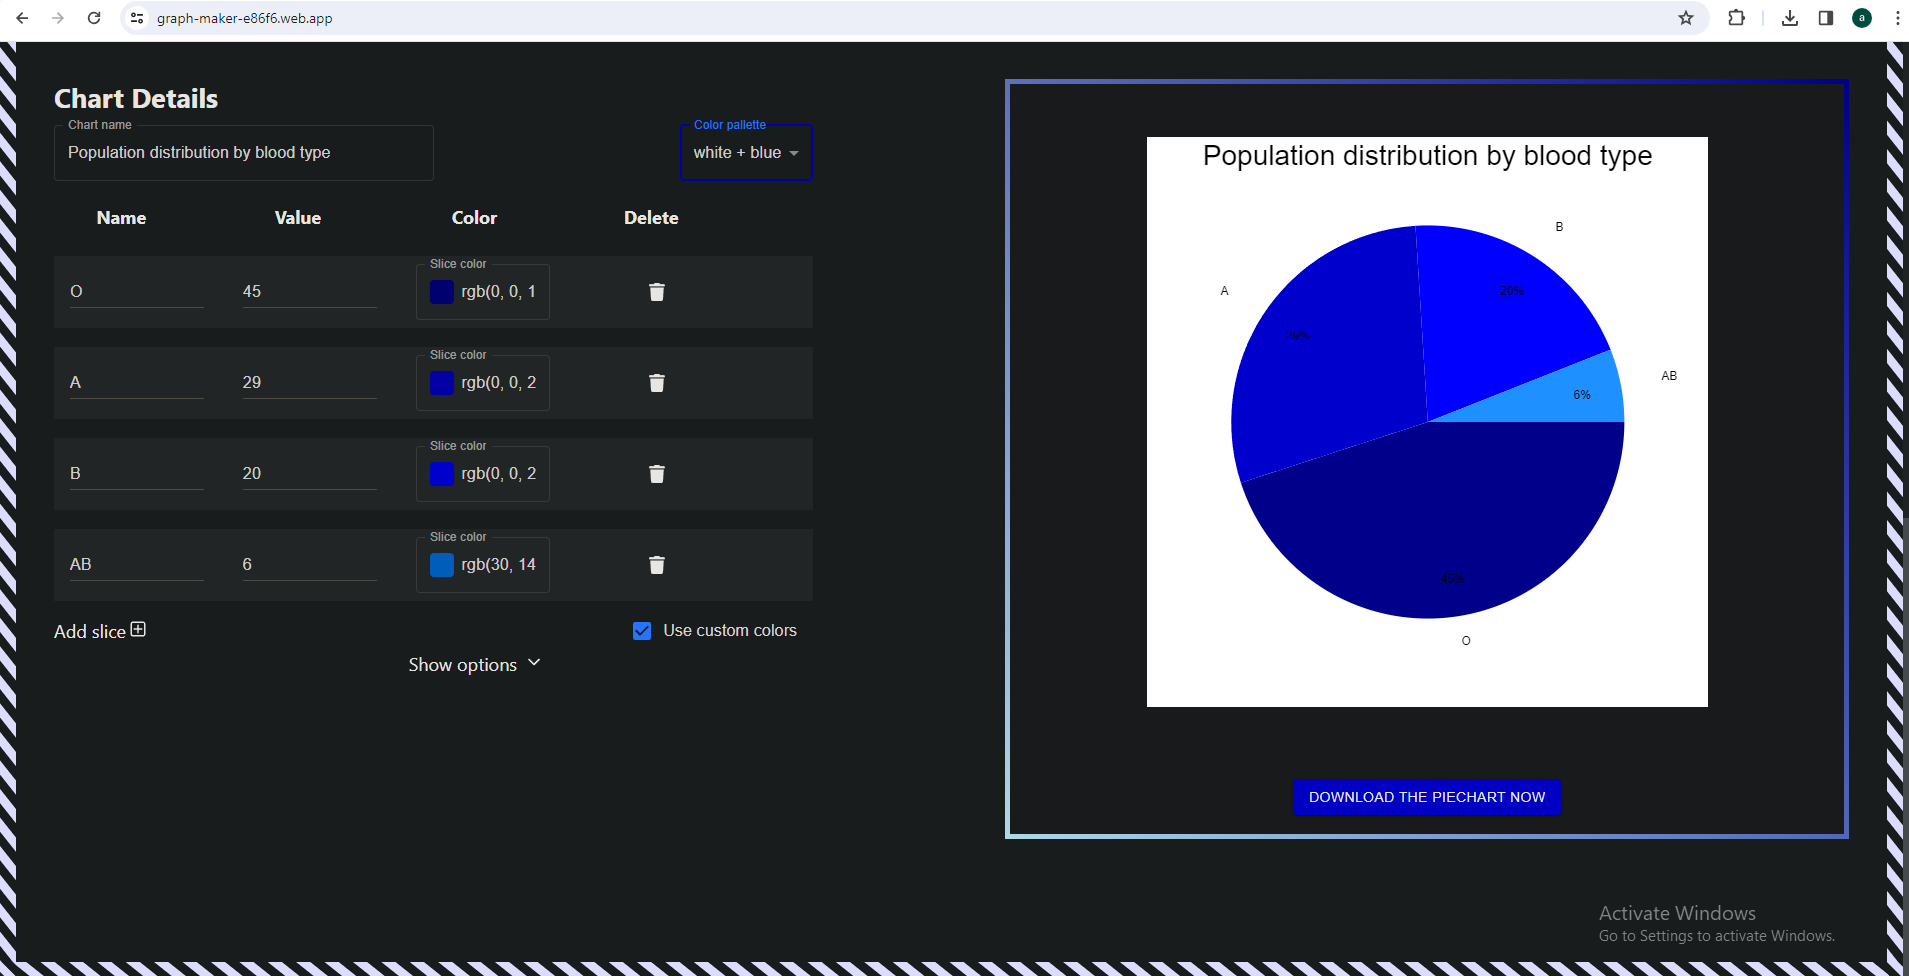 graph-maker-e86f6.web.app
a
Chart Details
Chart name
Population distribution by blood type
Color pallette
white + blue
Name Value Color Delete
Slice color
O 45 rgb(0, 0, 1
Slice color
A 29 rgb(0, 0, 2
Slice color
B 20 rgb(0, 0, 2
Slice color
AB 6 rgb(30, 14
Add slice
Use custom colors
Show options
Population distribution by blood type
B
A
20%
29%
AB
6%
45%
O
DOWNLOAD THE PIECHART NOW
Activate Windows
Go to Settings to activate Windows.